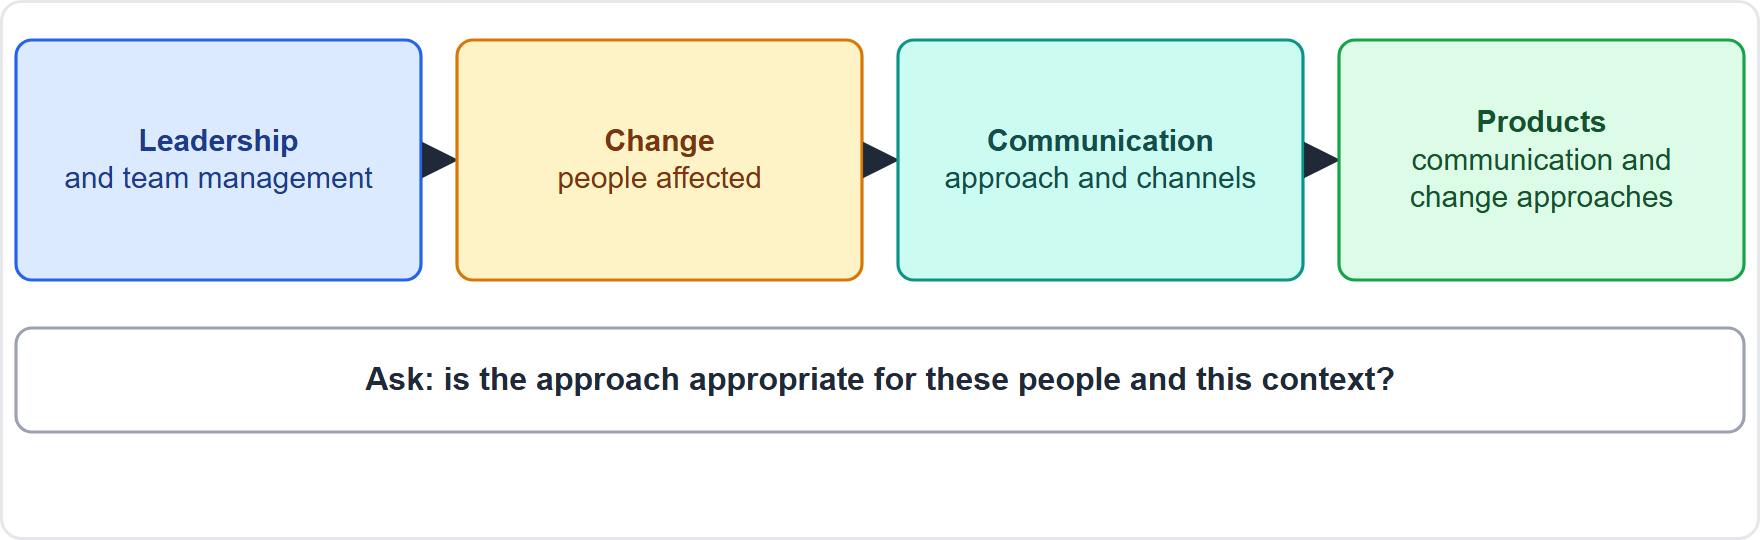 Leadership
and team management
Change
people affected
Communication
approach and channels
Products
communication and
change approaches
Ask: is the approach appropriate for these people and this context?